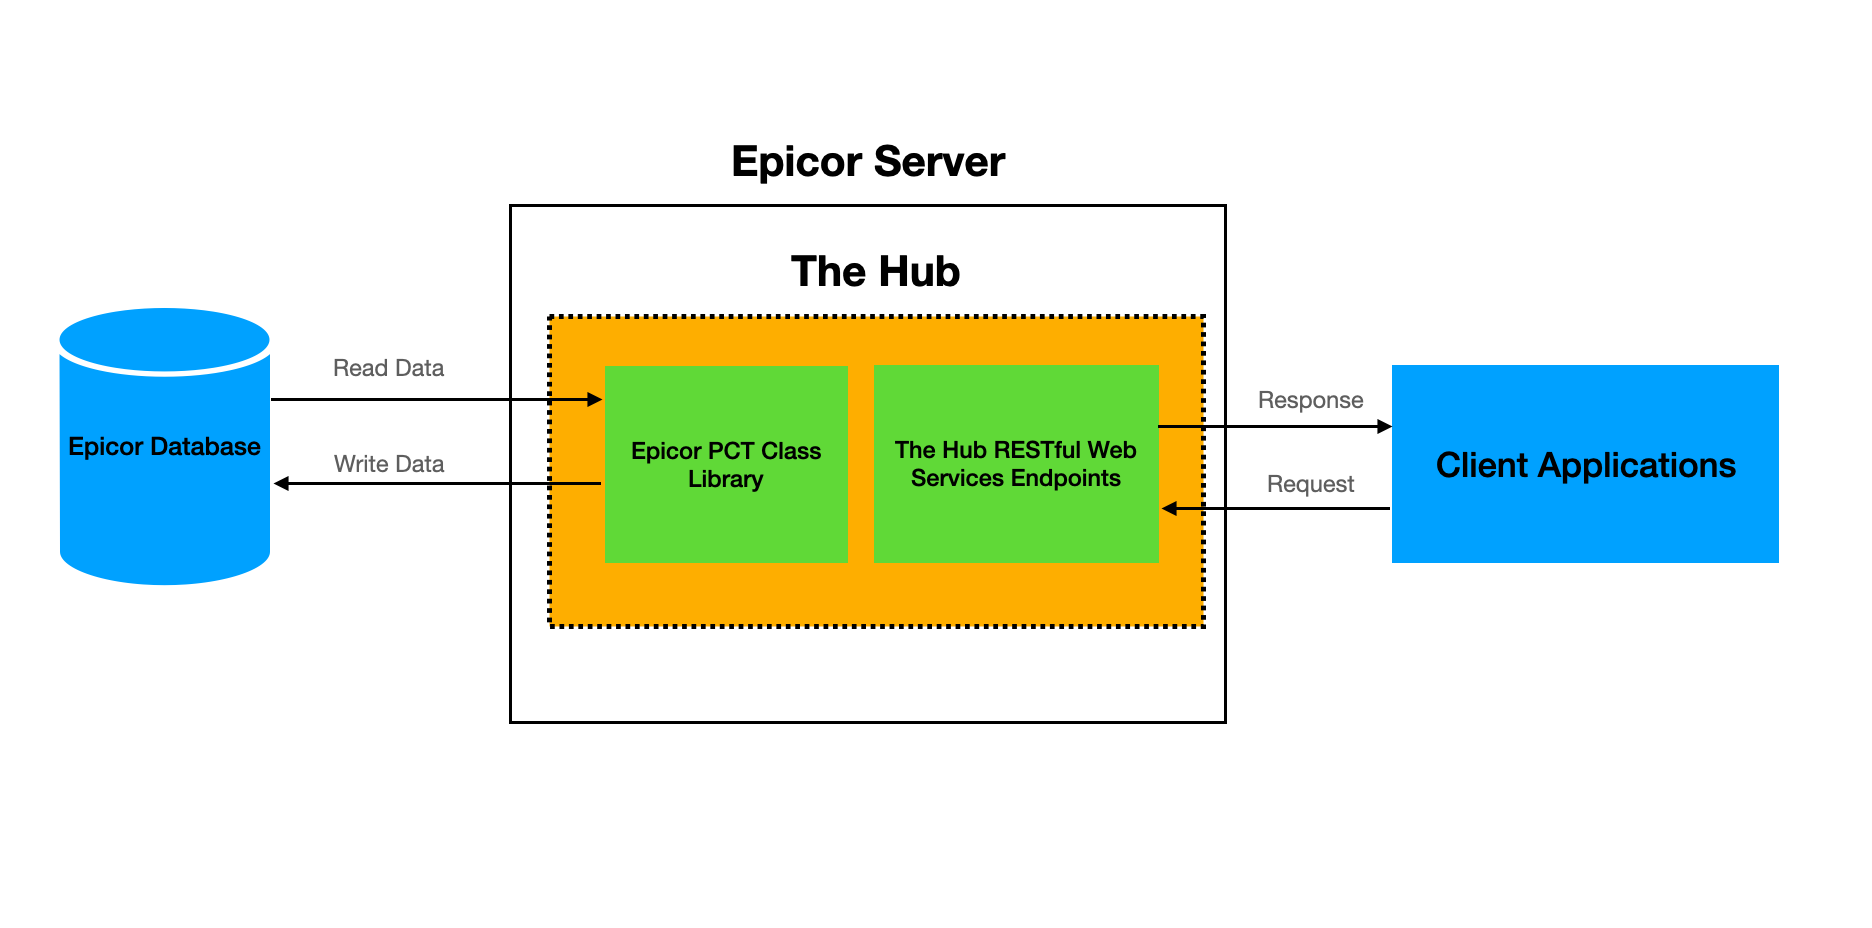 Epicor Server
The Hub
Read Data
Epicor Database
Write Data
Epicor PCT Class
Library
The Hub RESTful Web
Services Endpoints
Response
Request
Client Applications